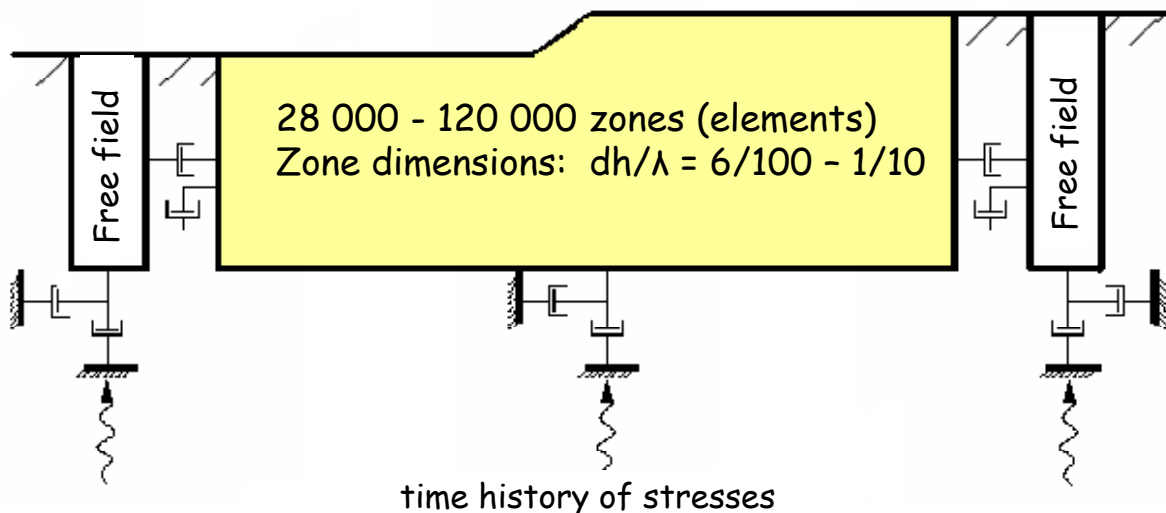 Free field
28 000 - 120 000 zones (elements)
Zone dimensions: dh/λ = 6/100 – 1/10
Free field
time history of stresses